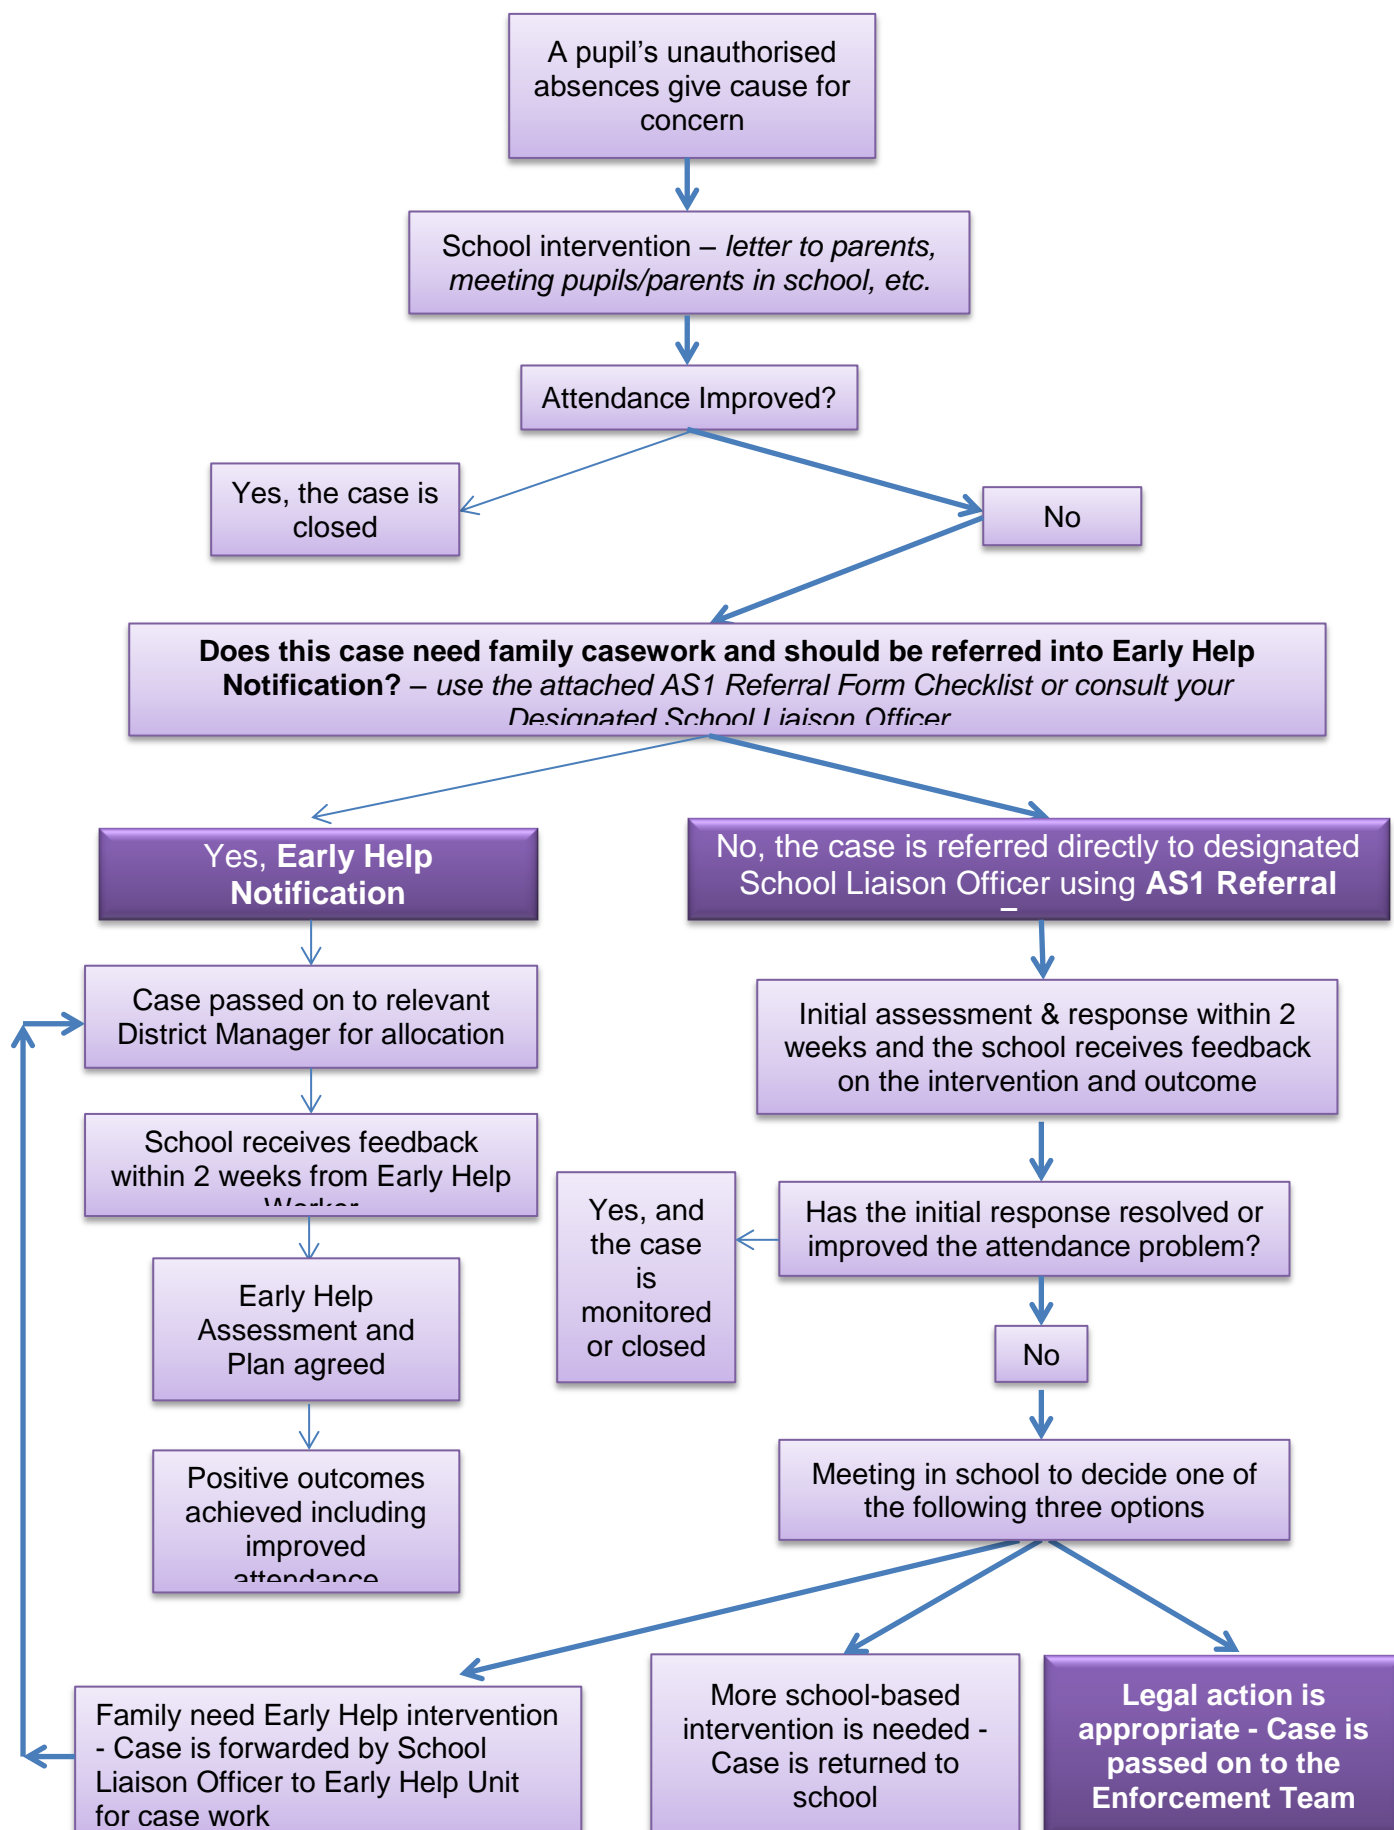 A pupil’s unauthorised
absences give cause for
concern
School intervention – letter to parents,
meeting pupils/parents in school, etc.
Attendance Improved?
Yes, the case is
closed
No
Does this case need family casework and should be referred into Early Help
Notification? – use the attached AS1 Referral Form Checklist or consult your
Designated School Liaison Officer
Yes, Early Help
Notification
No, the case is referred directly to designated
School Liaison Officer using AS1 Referral
Case passed on to relevant
District Manager for allocation
Initial assessment & response within 2
weeks and the school receives feedback
on the intervention and outcome
School receives feedback
within 2 weeks from Early Help
Worker
Yes, and
the case
is
monitored
or closed
Has the initial response resolved or
improved the attendance problem?
Early Help
Assessment and
Plan agreed
No
Positive outcomes
achieved including
improved
attendance
Meeting in school to decide one of
the following three options
Family need Early Help intervention
- Case is forwarded by School
Liaison Officer to Early Help Unit
for case work
More school-based
intervention is needed -
Case is returned to
school
Legal action is
appropriate - Case is
passed on to the
Enforcement Team